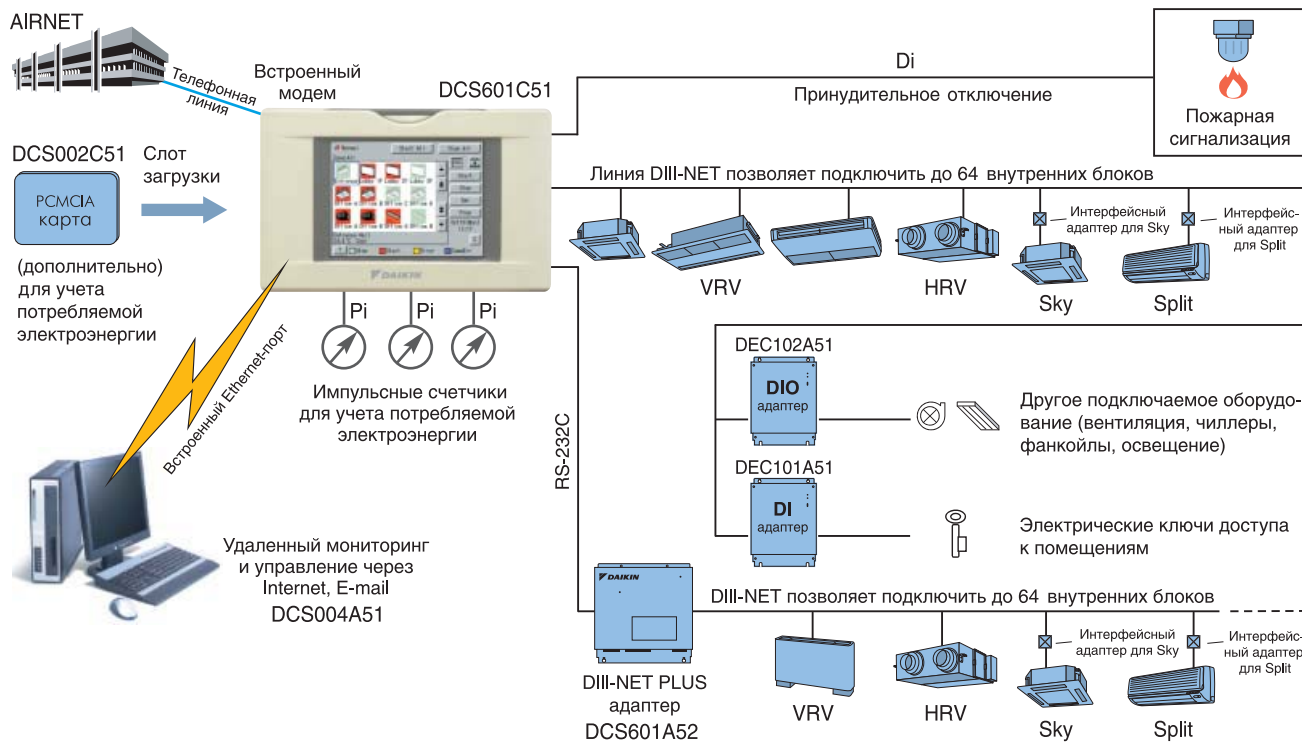 AIRNET
Телефонная
линия
Встроенный
модем
DCS601C51
Di
Принудительное отключение
Пожарная
сигнализация
DCS002C51
Слот
загрузки
PCMCIA
карта
(дополнительно)
для учета
потребляемой
электроэнергии
DAIKIN
Линия DIII-NET позволяет подключить до 64 внутренних блоков
Интерфейсный
адаптер для Sky
Интерфейс-
ный адаптер
для Split
VRV
HRV
Sky
Split
Pi
Pi
Pi
Импульсные счетчики
для учета потребляемой
электроэнергии
Встроенный Ethernet-порт
RS-232C
DEC102A51
DIO
адаптер
Другое подключаемое оборудо-
вание (вентиляция, чиллеры,
фанкойлы, освещение)
DEC101A51
DI
адаптер
Электрические ключи доступа
к помещениям
Удаленный мониторинг
и управление через
Internet, E-mail
DCS004A51
DAIKIN
DIII-NET PLUS
адаптер
DCS601A52
DIII-NET позволяет подключить до 64 внутренних блоков
Интерфейсный
адаптер для Sky
Интерфейс-
ный адаптер
для Split
VRV
HRV
Sky
Split